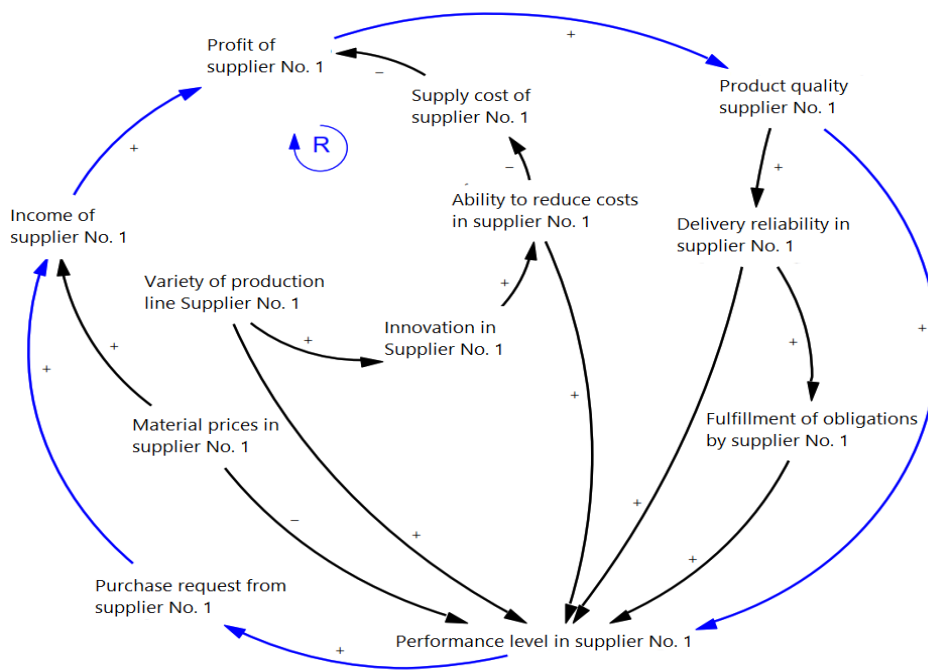 Profit of
supplier No. 1
+
−
Supply cost of
supplier No. 1
Product quality
supplier No. 1
R
+
−
+
Ability to reduce costs
in supplier No. 1
Income of
supplier No. 1
Delivery reliability in
supplier No. 1
Variety of production
line Supplier No. 1
+
Innovation in
Supplier No. 1
+
+
+
+
+
+
Material prices in
supplier No. 1
Fulfillment of obligations
by supplier No. 1
−
+
+
+
Purchase request from
supplier No. 1
Performance level in supplier No. 1
+